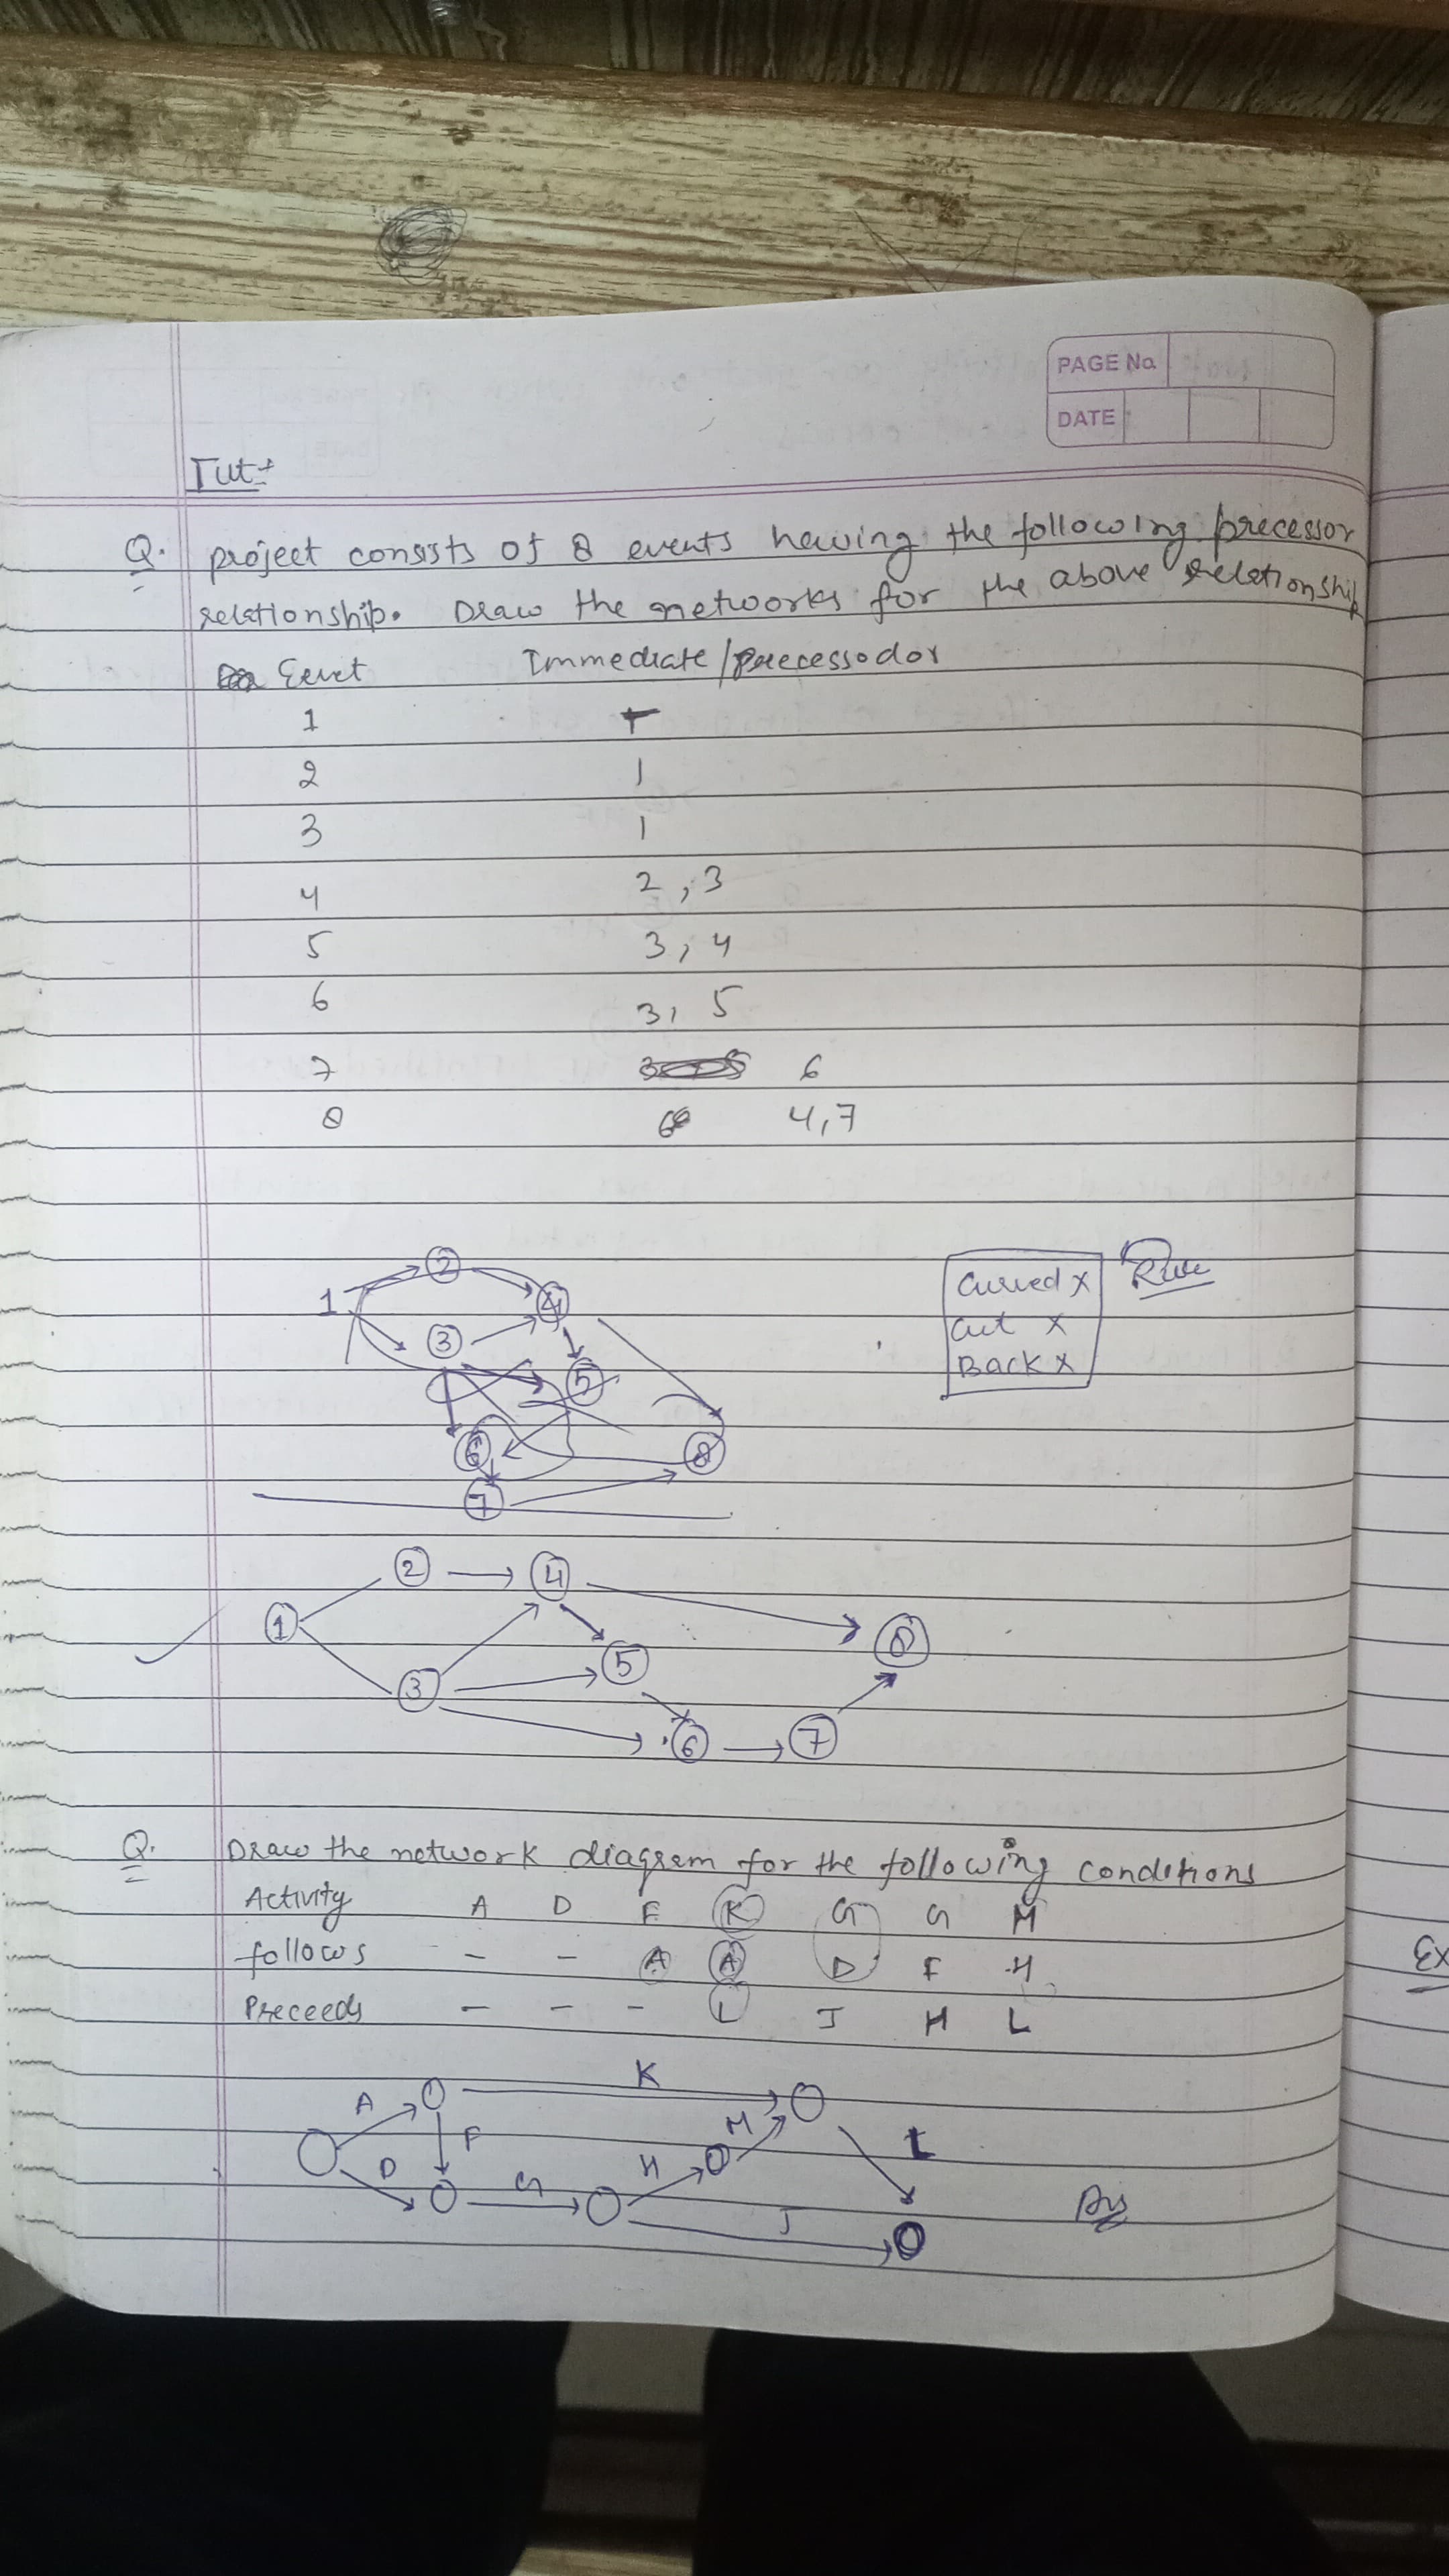 PAGE No.
DATE
Tut:
Q. project consists of 8 events having the following precessor
relationship. Draw the networks for the above relationship
Event Immediate/precessodor
1 -
2 1
3 1
4 2, 3
5 3, 4
6 3, 5
7 6
8 4, 7
1 2 3 4 5 6 7 8
Curved x Rule
Cut x
Back x
1 2 3 4 5 6 7 8
Q. Draw the network diagram for the following conditions
Activity A D F K G G M
follows - - A A D F H
Preceeds - - - L J H L
A D F K G H M L J
Ans
Ex